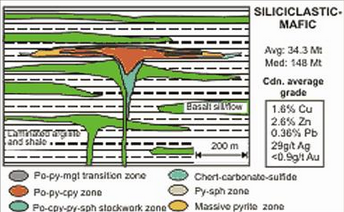 SILICICLASTIC-
MAFIC
Avg: 34.3 Mt
Med: 148 Mt
Cdn. average
grade
1.6% Cu
2.6% Zn
0.36% Pb
29g/t Ag
<0.9g/t Au
Basalt sill/flow
Laminated argillite
and shale
200 m
Po-py-mgt transition zone
Chert-carbonate-sulfide
Po-py-cpy zone
Py-sph zone
Po-cpy-py-sph stockwork zone
Massive pyrite zone